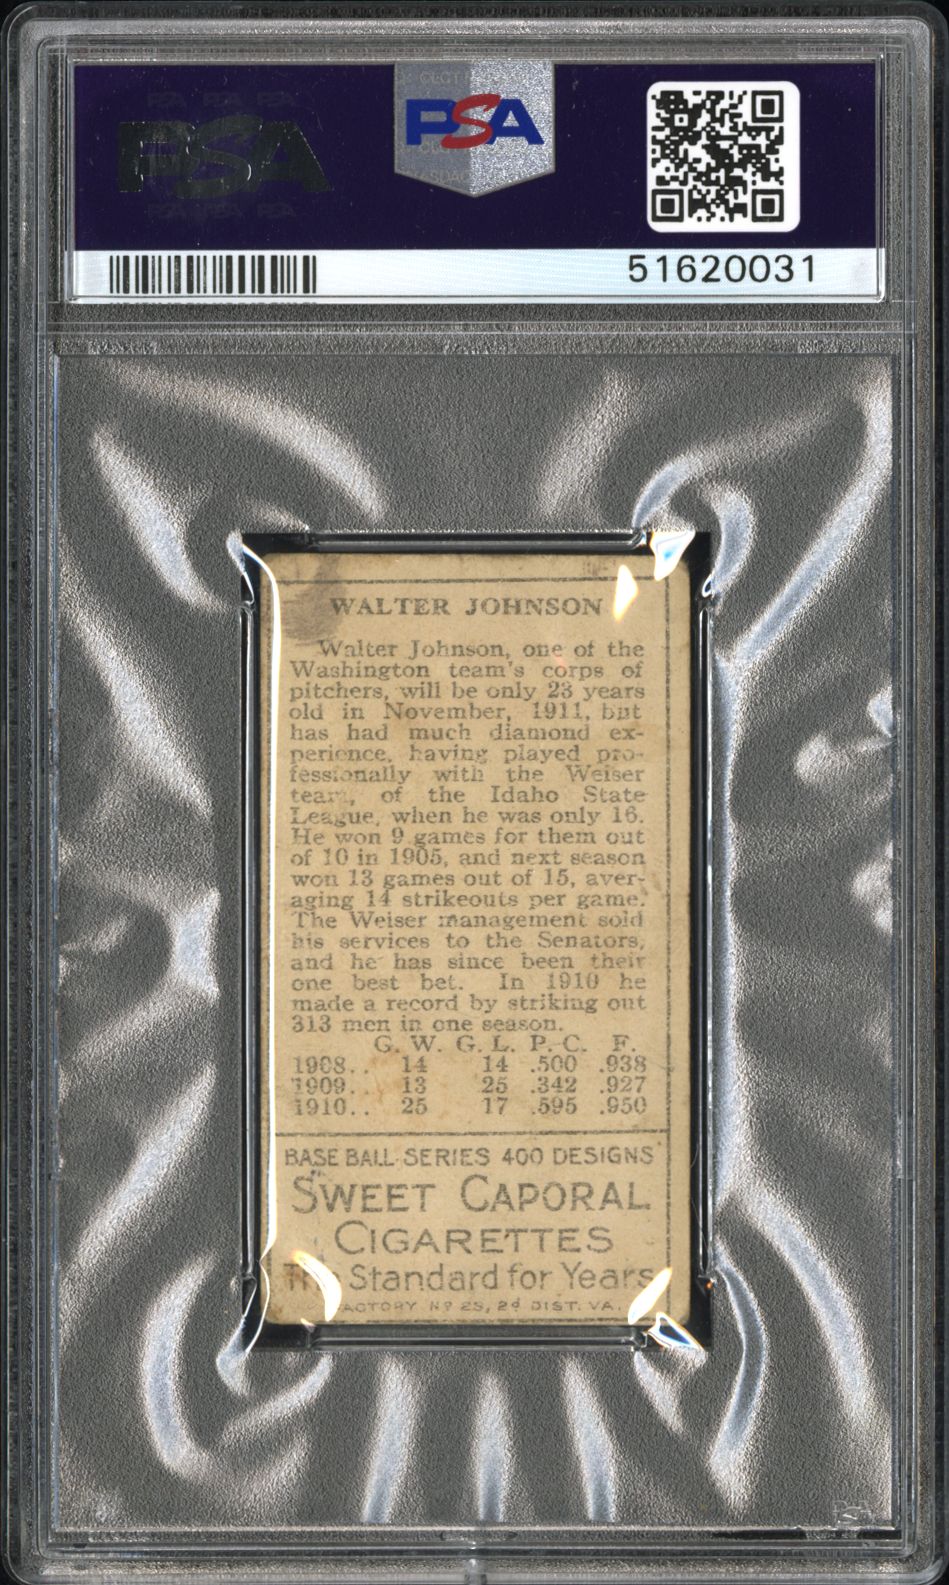 PSA
PSA
51620031
WALTER JOHNSON
Walter Johnson, one of the
Washington team's corps of
pitchers, will be only 23 years
old in November, 1911, but
has had much diamond ex-
perience, having played pro-
fessionally with the Weiser
team, of the Idaho State
League, when he was only 16.
He won 9 games for them out
of 10 in 1905, and next season
won 13 games out of 15, aver-
aging 14 strikeouts per game.
The Weiser management sold
his services to the Senators,
and he has since been their
one best bet. In 1910 he
made a record by striking out
313 men in one season.
G. W. G. L. P. C. F.
1908.. 14 14 .500 .938
1909.. 13 25 .342 .927
1910.. 25 17 .595 .950
BASE BALL SERIES 400 DESIGNS
SWEET CAPORAL
CIGARETTES
The Standard for Years
FACTORY Nº 25, 2d DIST. VA.